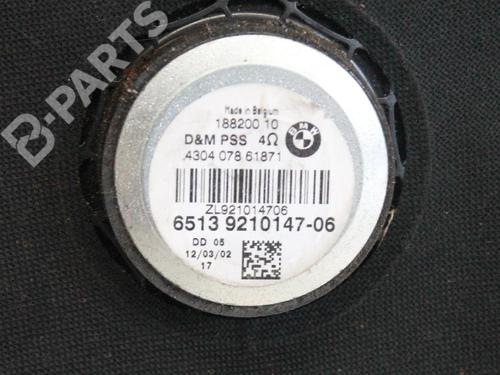 B-PARTS
Made in Belgium
188200 10
D&M PSS 4Ω
BMW
4304 078 61871
ZL921014706
6513 9210147-06
DD 05
12/03/02
17